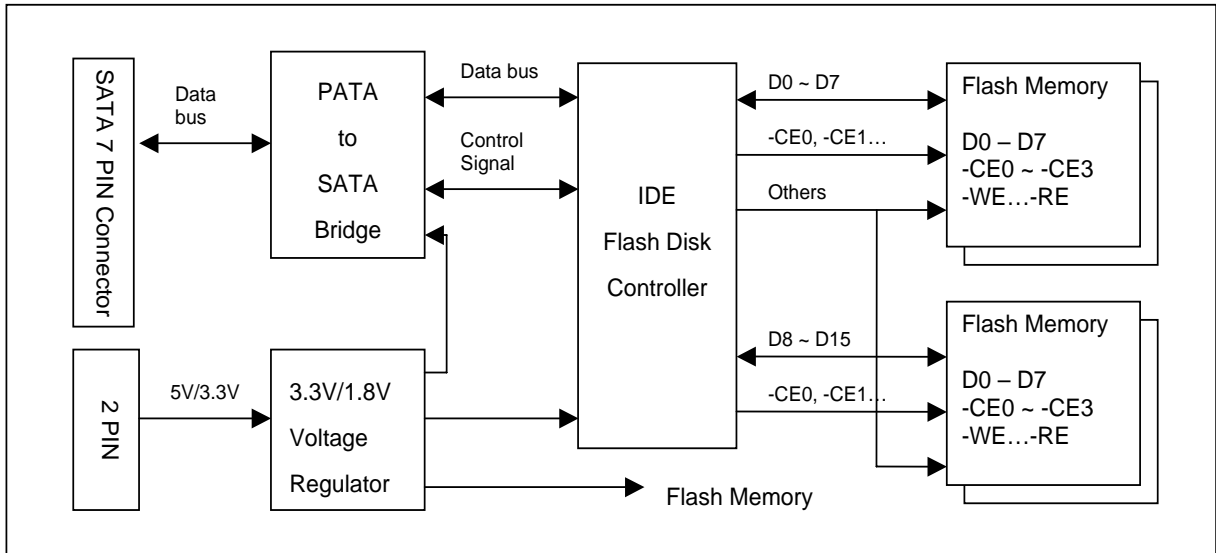 SATA 7 PIN Connector
Data
bus
PATA
to
SATA
Bridge
Data bus
Control
Signal
IDE
Flash Disk
Controller
D0 ~ D7
-CE0, -CE1...
Others
Flash Memory
D0 – D7
-CE0 ~ -CE3
-WE...-RE
2 PIN
5V/3.3V
3.3V/1.8V
Voltage
Regulator
Flash Memory
D8 ~ D15
-CE0, -CE1...
Flash Memory
D0 – D7
-CE0 ~ -CE3
-WE...-RE